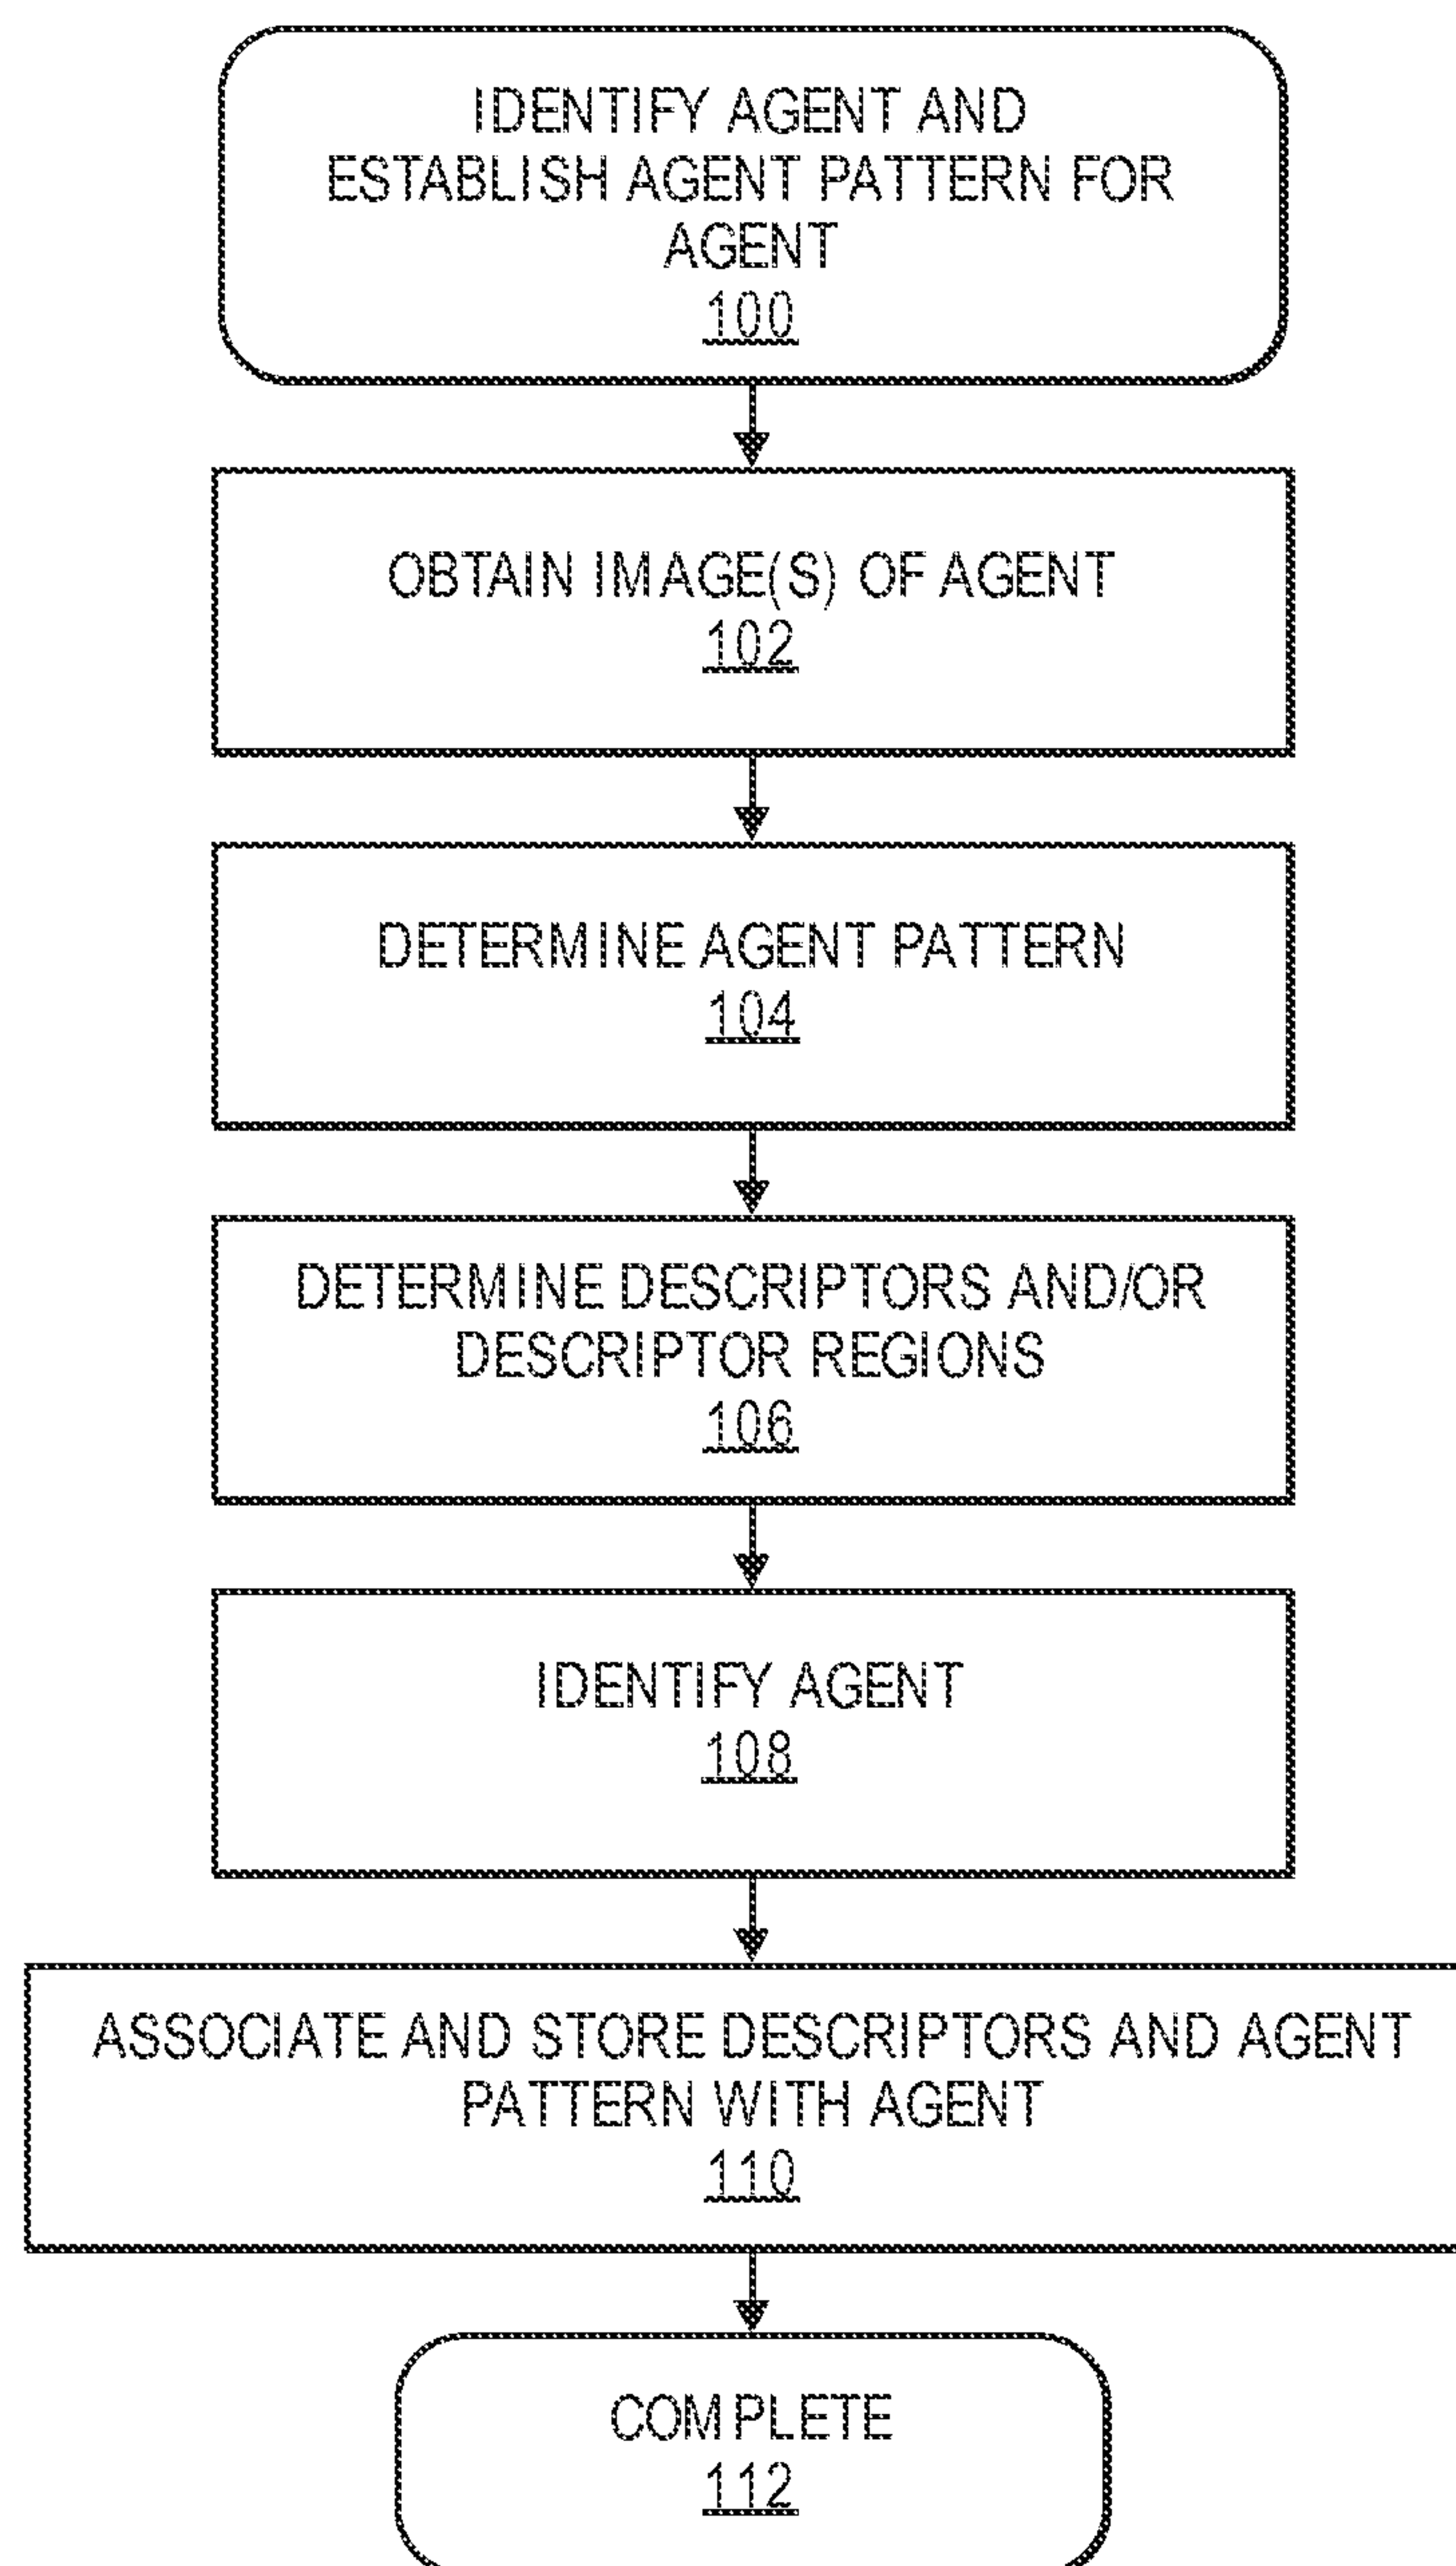 IDENTIFY AGENT AND
ESTABLISH AGENT PATTERN FOR
AGENT
100
OBTAIN IMAGE(S) OF AGENT
102
DETERMINE AGENT PATTERN
104
DETERMINE DESCRIPTORS AND/OR
DESCRIPTOR REGIONS
106
IDENTIFY AGENT
108
ASSOCIATE AND STORE DESCRIPTORS AND AGENT
PATTERN WITH AGENT
110
COMPLETE
112